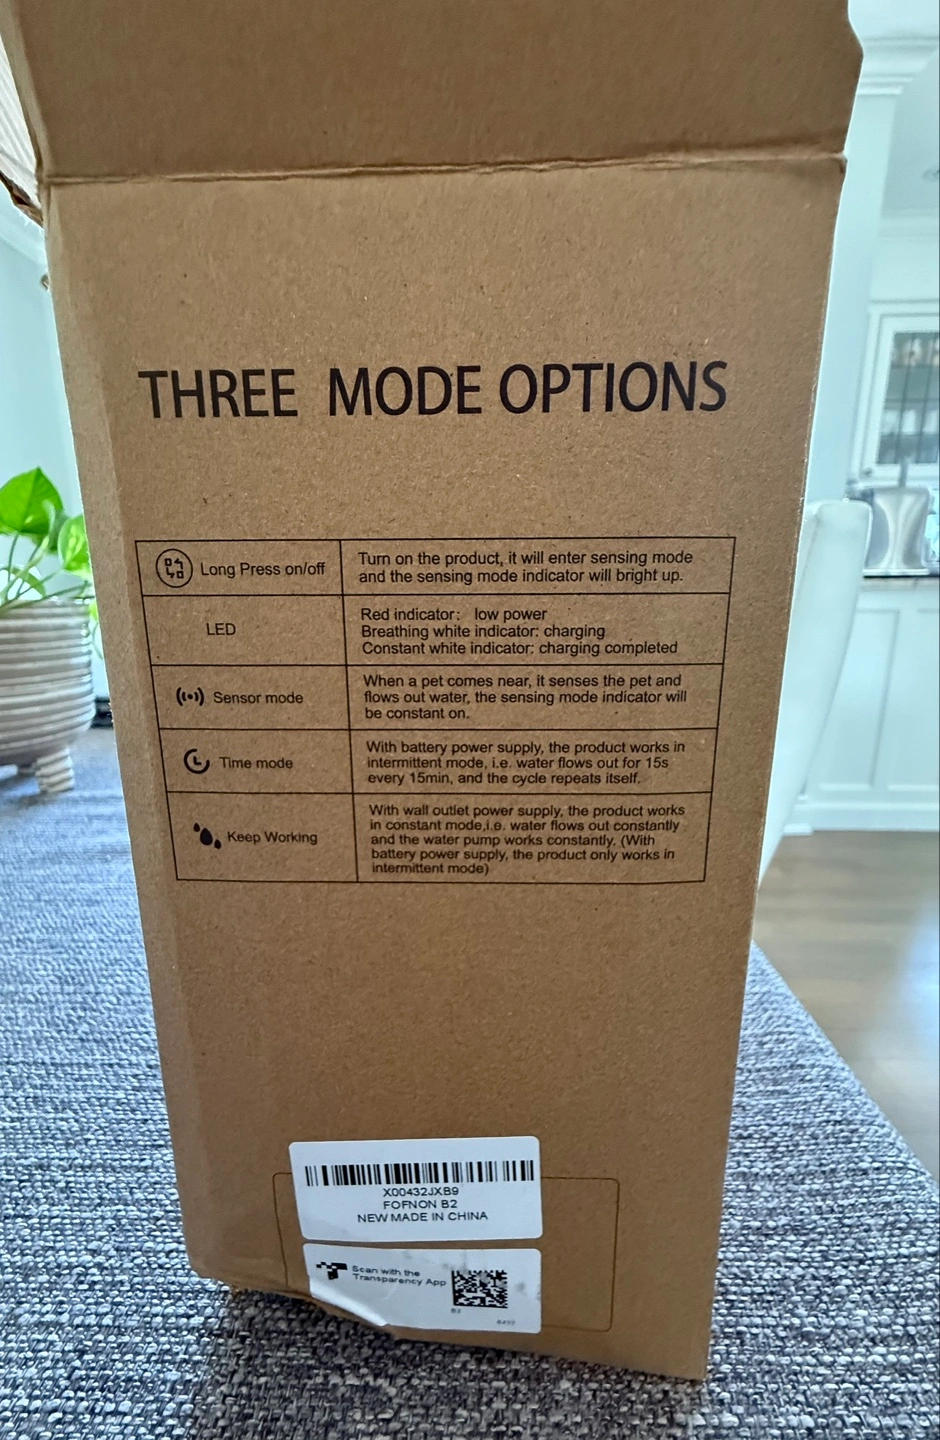 THREE MODE OPTIONS
Long Press on/off
Turn on the product, it will enter sensing mode
and the sensing mode indicator will bright up.
LED
Red indicator: low power
Breathing white indicator: charging
Constant white indicator: charging completed
Sensor mode
When a pet comes near, it senses the pet and
flows out water, the sensing mode indicator will
be constant on.
Time mode
With battery power supply, the product works in
intermittent mode, i.e. water flows out for 15s
every 15min, and the cycle repeats itself.
Keep Working
With wall outlet power supply, the product works
in constant mode,i.e. water flows out constantly
and the water pump works constantly. (With
battery power supply, the product only works in
intermittent mode)
X00432JXB9
FOFNON B2
NEW MADE IN CHINA
Scan with the
Transparency App